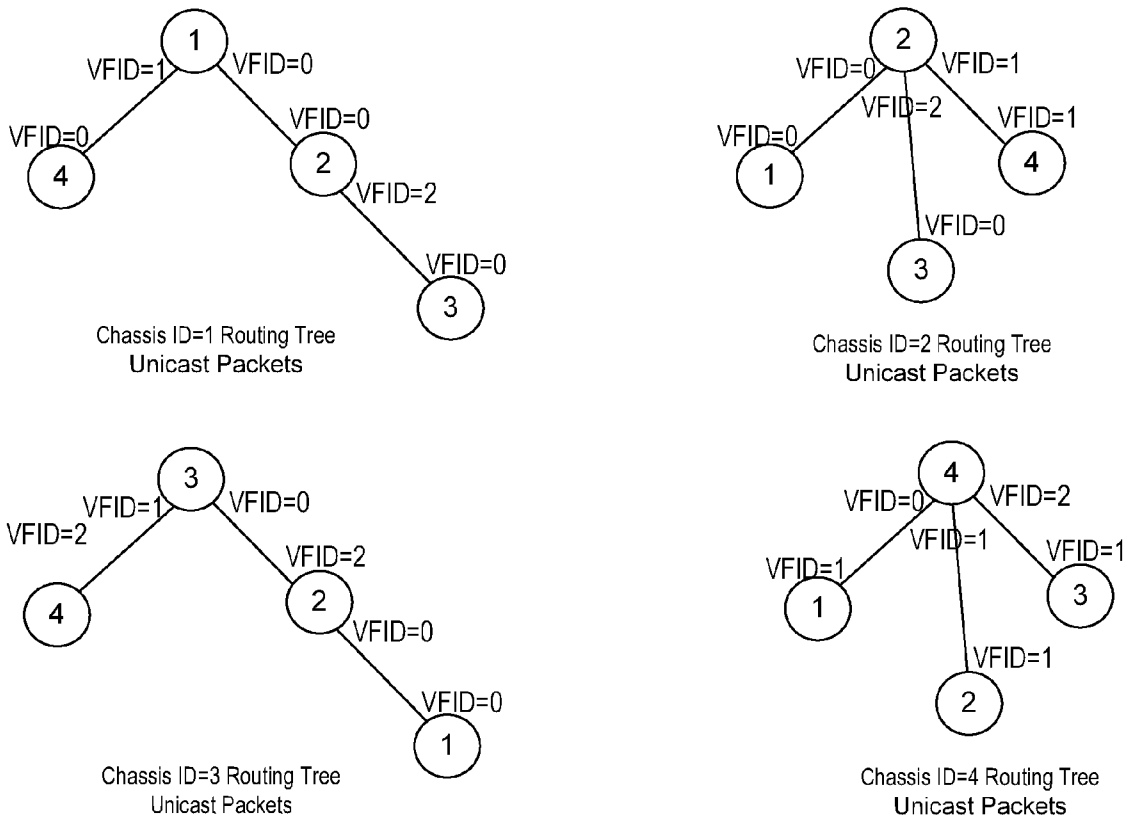 1
VFID=1
VFID=0
VFID=0
VFID=0
4
2
VFID=2
VFID=0
3
Chassis ID=1 Routing Tree
Unicast Packets
2
VFID=0
VFID=1
VFID=2
VFID=0
VFID=1
1
4
VFID=0
3
Chassis ID=2 Routing Tree
Unicast Packets
3
VFID=1
VFID=0
VFID=2
VFID=2
4
2
VFID=0
VFID=0
1
Chassis ID=3 Routing Tree
Unicast Packets
4
VFID=0
VFID=2
VFID=1
VFID=1
VFID=1
1
3
VFID=1
2
Chassis ID=4 Routing Tree
Unicast Packets